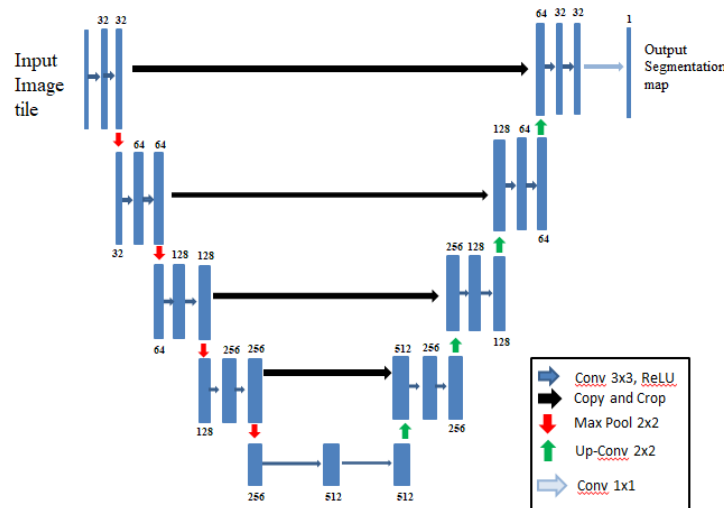 32 32
64 32 32
1
Input
Image
tile
Output
Segmentation
map
64 64
128 64
32
64
128 128
256 128
64
128
256 256
512 256
128
256
256
512
512
Conv 3x3, ReLU
Copy and Crop
Max Pool 2x2
Up-Conv 2x2
Conv 1x1